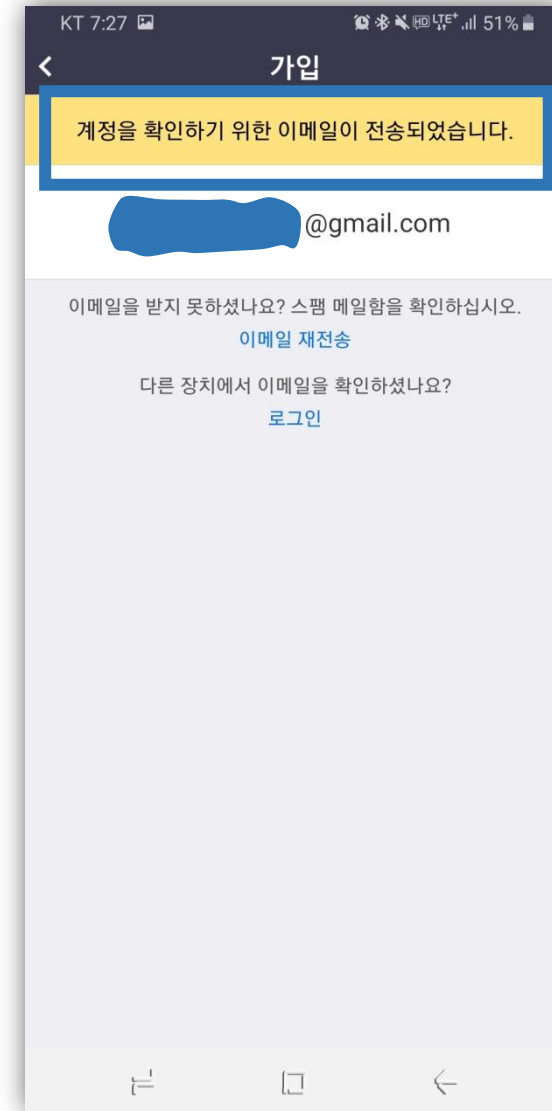 KT 7:27 HD LTE+ 51%
가입
계정을 확인하기 위한 이메일이 전송되었습니다.
@gmail.com
이메일을 받지 못하셨나요? 스팸 메일함을 확인하십시오.
이메일 재전송
다른 장치에서 이메일을 확인하셨나요?
로그인